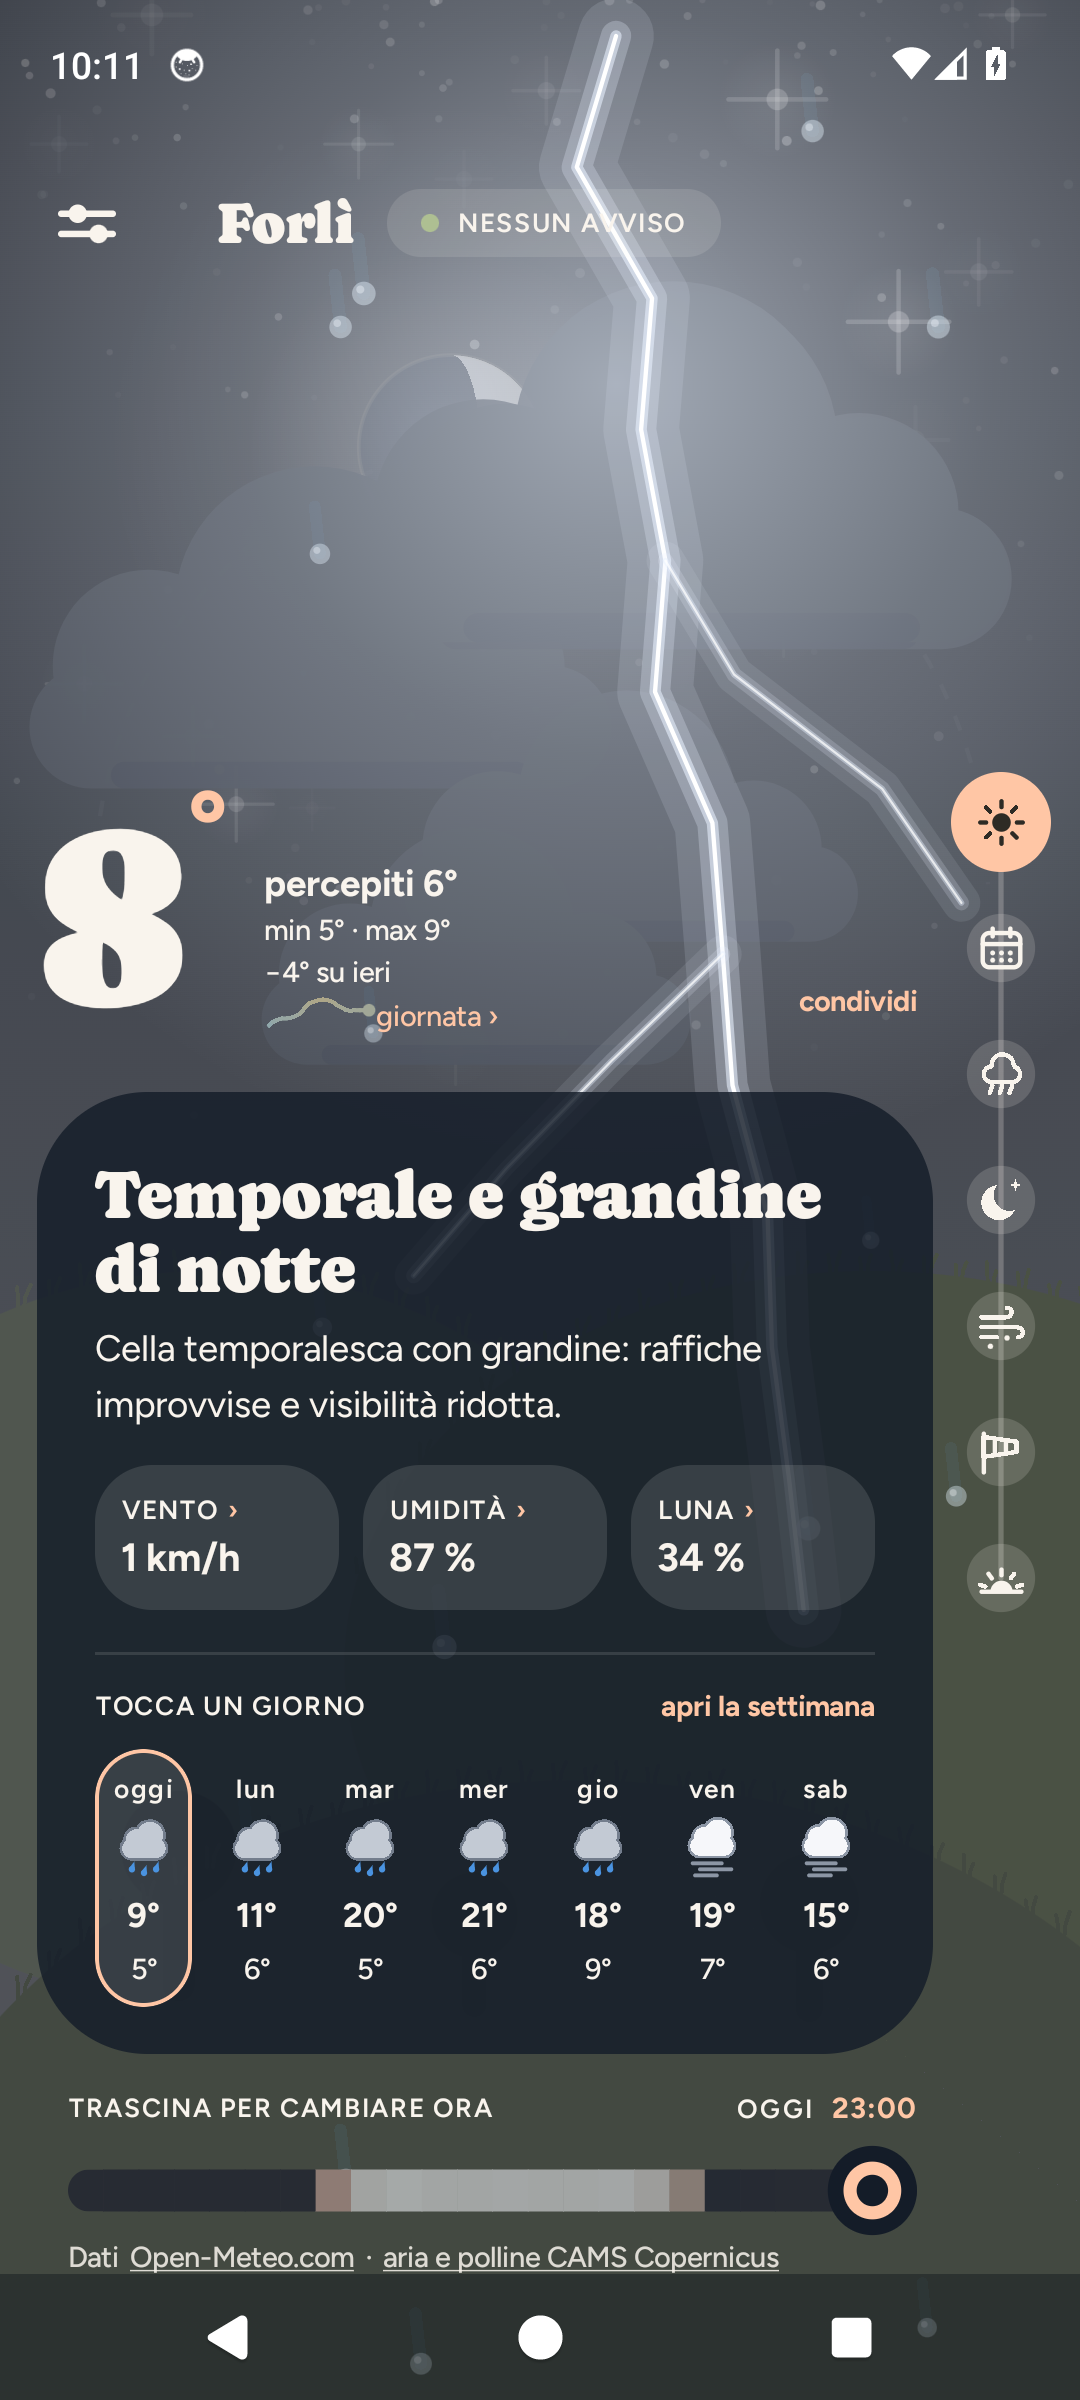 10:11
Forlì
NESSUN AVVISO
8
percepiti 6°
min 5° · max 9°
−4° su ieri
giornata ›
condividi
Temporale e grandine
di notte
Cella temporalesca con grandine: raffiche
improvvise e visibilità ridotta.
VENTO › UMIDITÀ › LUNA ›
1 km/h 87 % 34 %
TOCCA UN GIORNO apri la settimana
oggi lun mar mer gio ven sab
9° 11° 20° 21° 18° 19° 15°
5° 6° 5° 6° 9° 7° 6°
TRASCINA PER CAMBIARE ORA OGGI 23:00
Dati Open-Meteo.com · aria e polline CAMS Copernicus